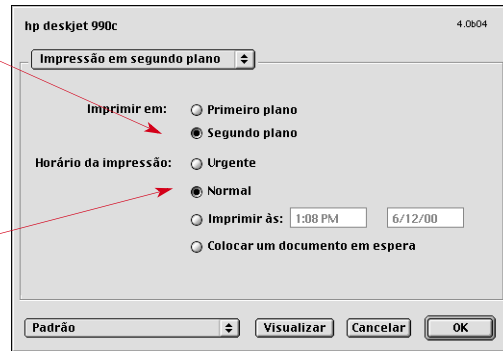 hp deskjet 990c 4.0b04
Impressão em segundo plano
Imprimir em: Primeiro plano
Segundo plano
Horário da impressão: Urgente
Normal
Imprimir às: 1:08 PM 6/12/00
Colocar um documento em espera
Padrão Visualizar Cancelar OK